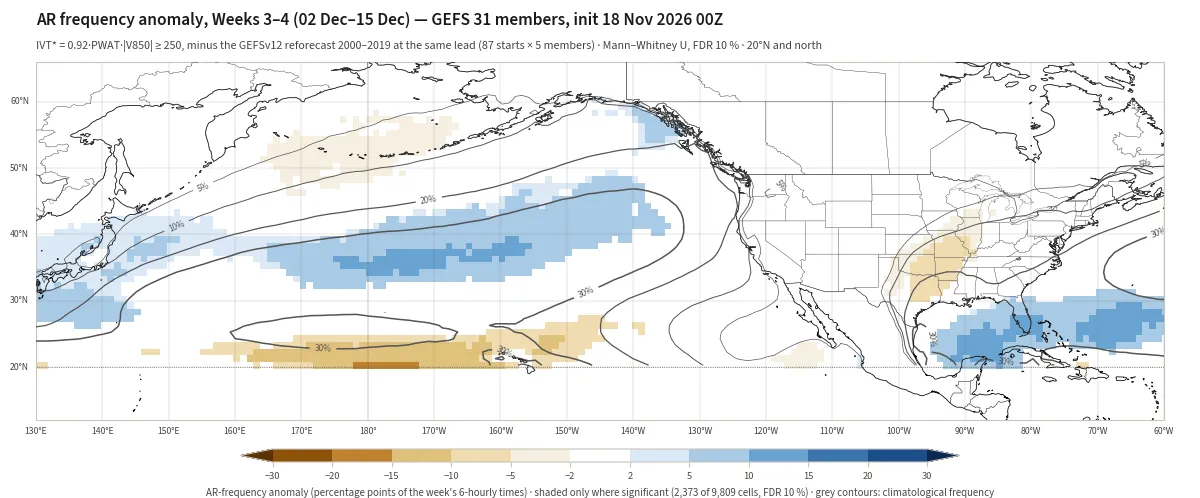 AR frequency anomaly, Weeks 3–4 (02 Dec–15 Dec) — GEFS 31 members, init 18 Nov 2026 00Z
IVT* = 0.92·PWAT·|V850| ≥ 250, minus the GEFSv12 reforecast 2000–2019 at the same lead (87 starts × 5 members) · Mann–Whitney U, FDR 10 % · 20°N and north
60°N
50°N
5%
5%
5%
20%
10%
40°N
30%
30°N
30%
30%
30%
30%
30%
20°N
130°E 140°E 150°E 160°E 170°E 180° 170°W 160°W 150°W 140°W 130°W 120°W 110°W 100°W 90°W 80°W 70°W 60°W
−30 −20 −15 −10 −5 −2 2 5 10 15 20 30
AR-frequency anomaly (percentage points of the week's 6-hourly times) · shaded only where significant (2,373 of 9,809 cells, FDR 10 %) · grey contours: climatological frequency